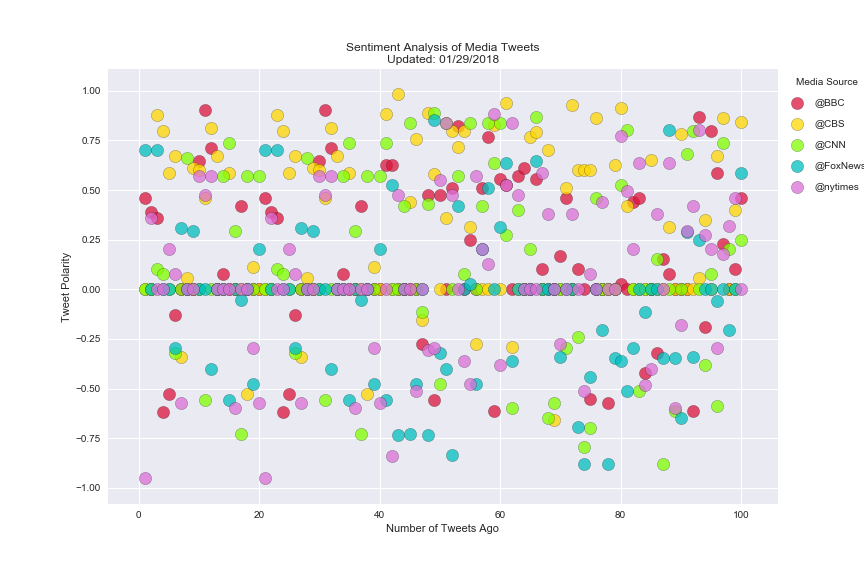 Sentiment Analysis of Media Tweets
Updated: 01/29/2018
Media Source
@BBC
@CBS
@CNN
@FoxNews
@nytimes
Tweet Polarity
1.00
0.75
0.50
0.25
0.00
−0.25
−0.50
−0.75
−1.00
0 20 40 60 80 100
Number of Tweets Ago